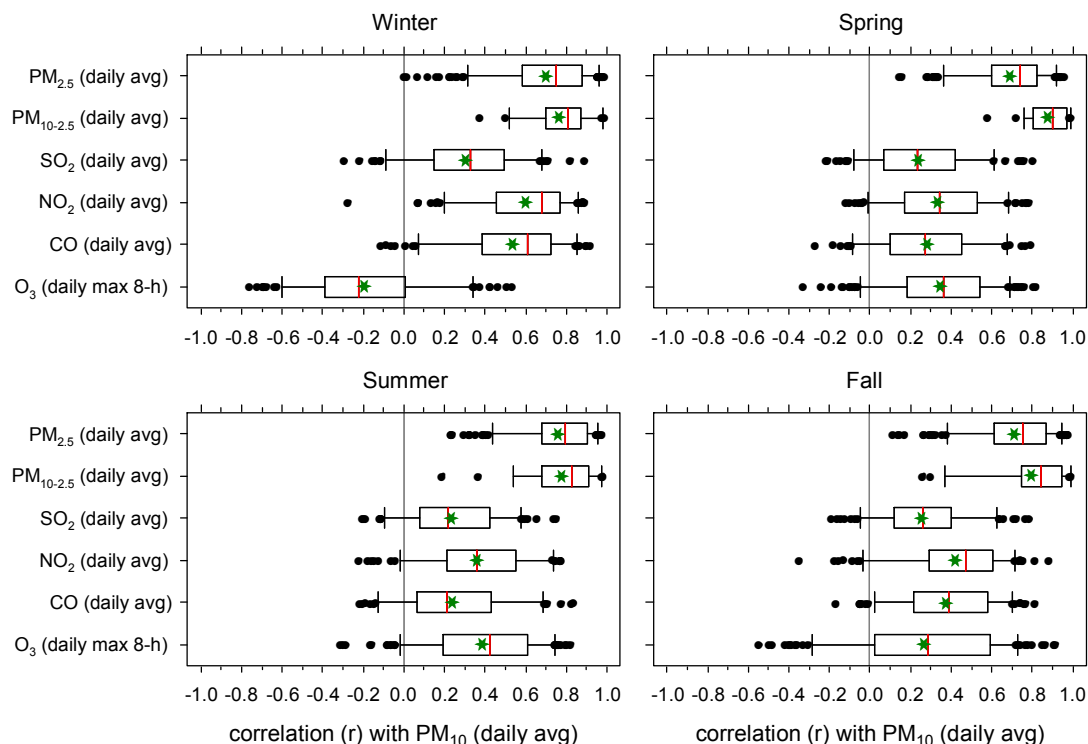 Winter
Spring
PM2.5 (daily avg)
PM10-2.5 (daily avg)
SO2 (daily avg)
NO2 (daily avg)
CO (daily avg)
O3 (daily max 8-h)
-1.0 -0.8 -0.6 -0.4 -0.2 0.0 0.2 0.4 0.6 0.8 1.0
-1.0 -0.8 -0.6 -0.4 -0.2 0.0 0.2 0.4 0.6 0.8 1.0
Summer
Fall
PM2.5 (daily avg)
PM10-2.5 (daily avg)
SO2 (daily avg)
NO2 (daily avg)
CO (daily avg)
O3 (daily max 8-h)
-1.0 -0.8 -0.6 -0.4 -0.2 0.0 0.2 0.4 0.6 0.8 1.0
-1.0 -0.8 -0.6 -0.4 -0.2 0.0 0.2 0.4 0.6 0.8 1.0
correlation (r) with PM10 (daily avg)
correlation (r) with PM10 (daily avg)